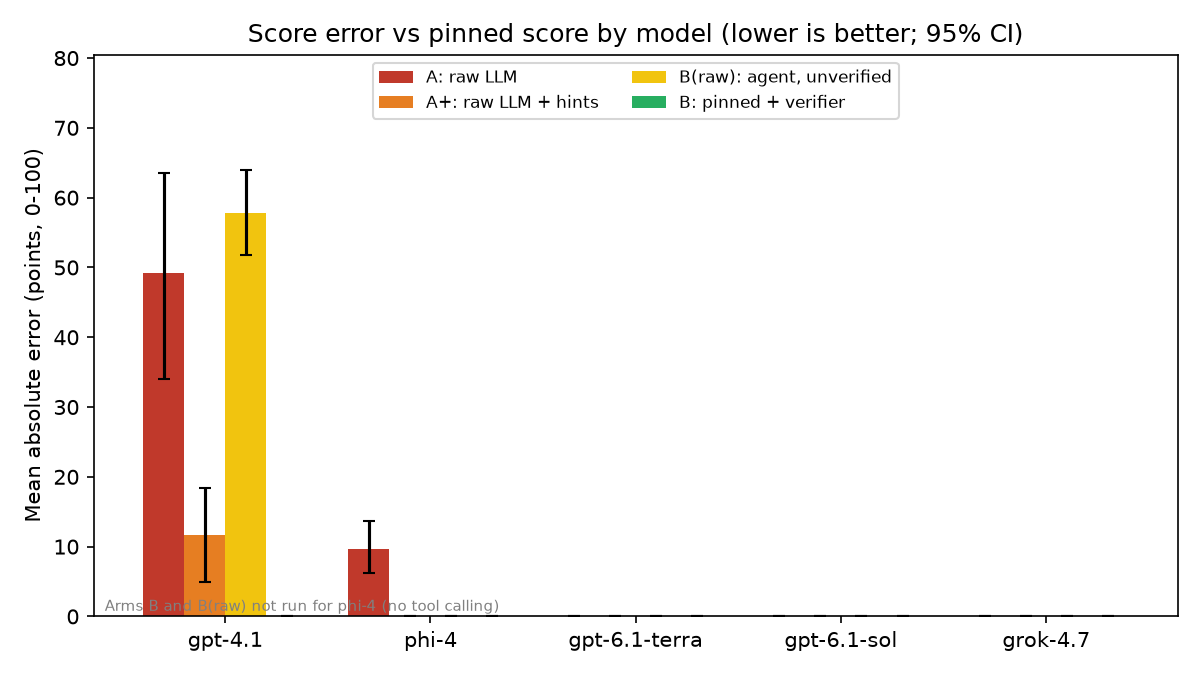 Score error vs pinned score by model (lower is better; 95% CI)
A: raw LLM
A+: raw LLM + hints
B(raw): agent, unverified
B: pinned + verifier
Mean absolute error (points, 0-100)
80
70
60
50
40
30
20
10
0
Arms B and B(raw) not run for phi-4 (no tool calling)
gpt-4.1
phi-4
gpt-6.1-terra
gpt-6.1-sol
grok-4.7